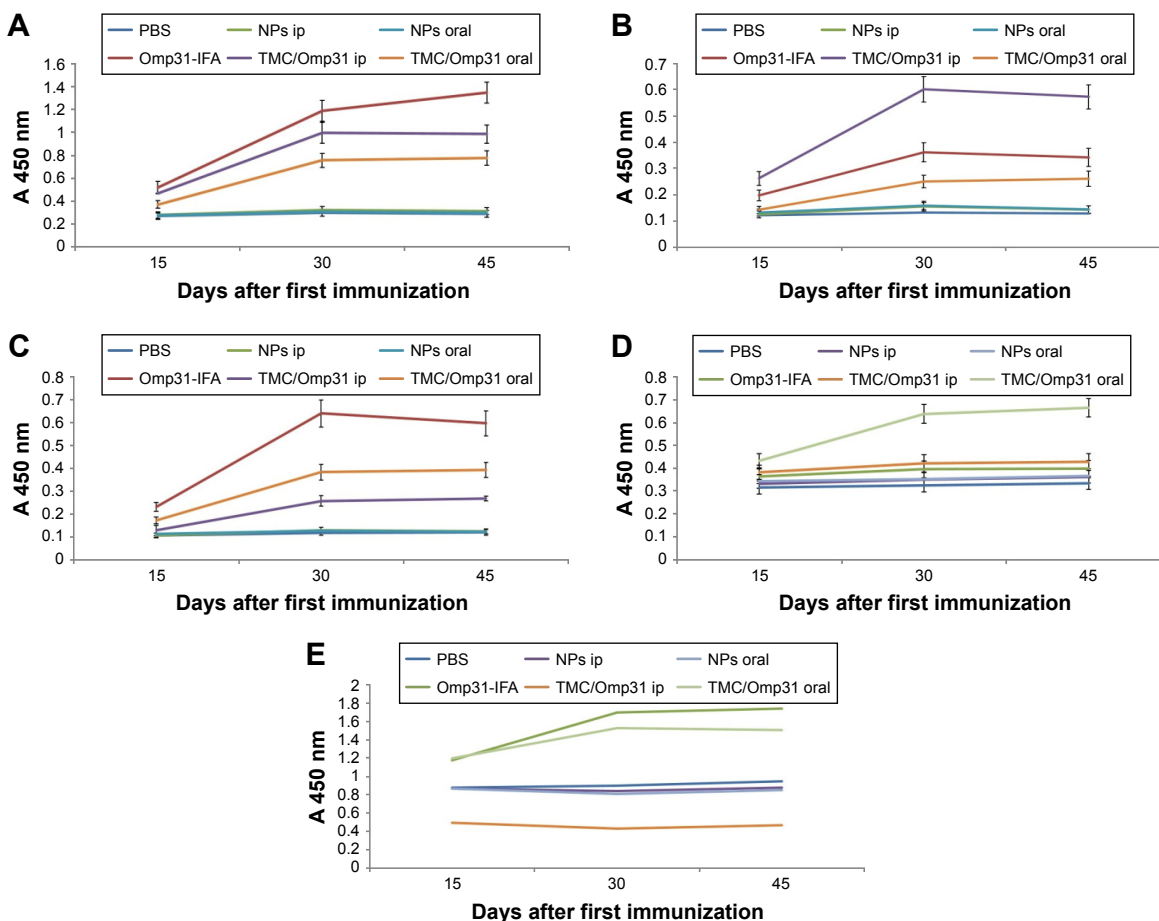 A
PBS NPs ip NPs oral
Omp31-IFA TMC/Omp31 ip TMC/Omp31 oral
1.6
1.4
1.2
1
0.8
0.6
0.4
0.2
0
A 450 nm
15 30 45
Days after first immunization
B
PBS NPs ip NPs oral
Omp31-IFA TMC/Omp31 ip TMC/Omp31 oral
0.7
0.6
0.5
0.4
0.3
0.2
0.1
0
A 450 nm
15 30 45
Days after first immunization
C
PBS NPs ip NPs oral
Omp31-IFA TMC/Omp31 ip TMC/Omp31 oral
0.8
0.7
0.6
0.5
0.4
0.3
0.2
0.1
0
A 450 nm
15 30 45
Days after first immunization
D
PBS NPs ip NPs oral
Omp31-IFA TMC/Omp31 ip TMC/Omp31 oral
0.8
0.7
0.6
0.5
0.4
0.3
0.2
0.1
0
A 450 nm
15 30 45
Days after first immunization
E
PBS NPs ip NPs oral
Omp31-IFA TMC/Omp31 ip TMC/Omp31 oral
2
1.8
1.6
1.4
1.2
1
0.8
0.6
0.4
0.2
0
A 450 nm
15 30 45
Days after first immunization